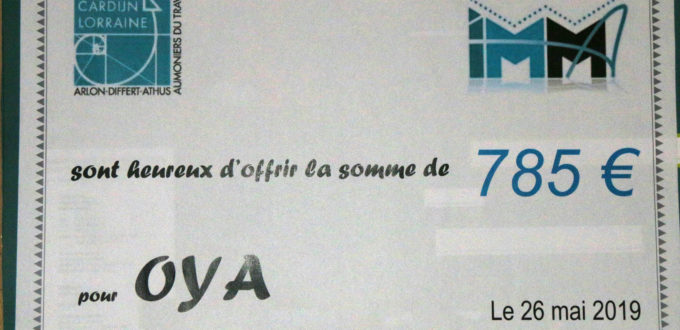 CARDIJN
LORRAINE
ARLON-DIFFERT-ATHUS
AUMONIERS DU TRAV
IMMA
sont heureux d'offrir la somme de 785 €
pour OYA
Le 26 mai 2019